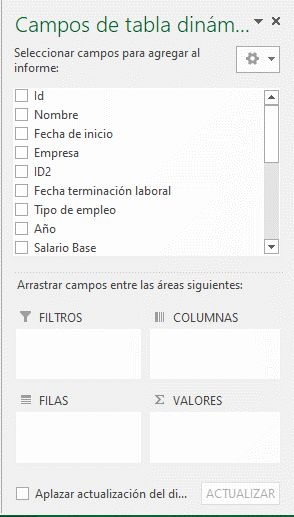 Campos de tabla dinám...
Seleccionar campos para agregar al
informe:
Id
Nombre
Fecha de inicio
Empresa
ID2
Fecha terminación laboral
Tipo de empleo
Año
Salario Base
Arrastrar campos entre las áreas siguientes:
FILTROS
COLUMNAS
FILAS
Σ VALORES
Aplazar actualización del di...
ACTUALIZAR